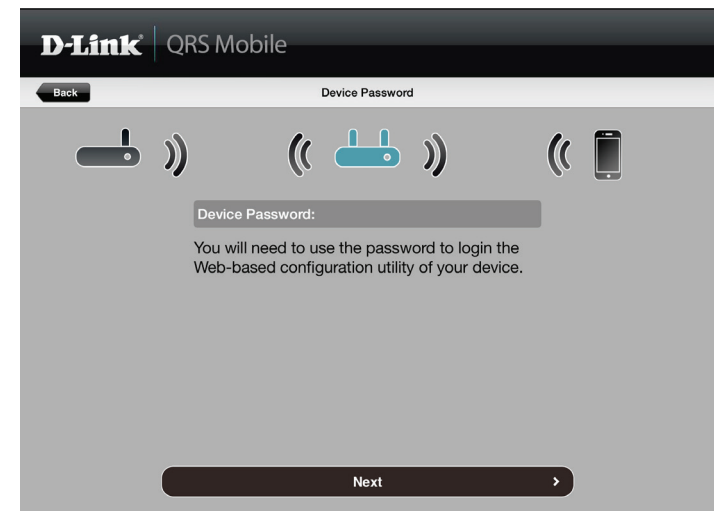 D-Link® QRS Mobile
Back Device Password
Device Password:
You will need to use the password to login the
Web-based configuration utility of your device.
Next